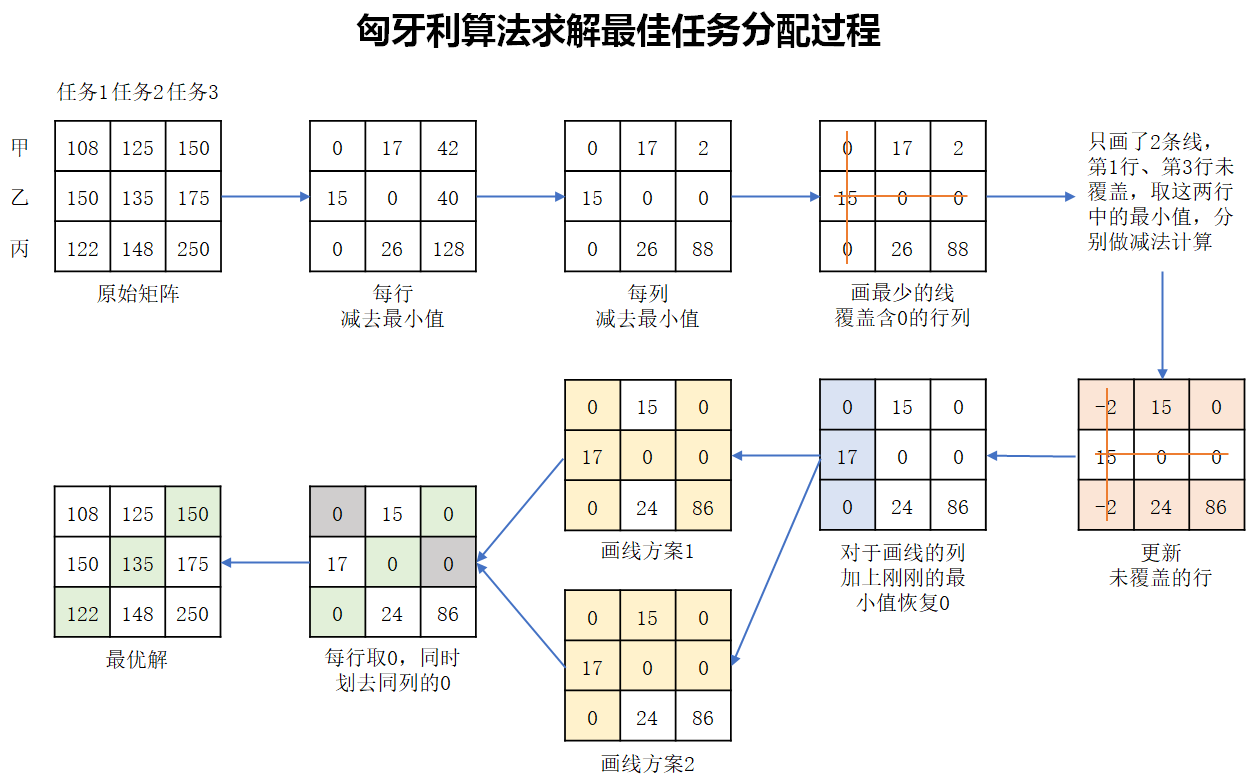 匈牙利算法求解最佳任务分配过程
任务1 任务2 任务3
甲 108 125 150
乙 150 135 175
丙 122 148 250
原始矩阵
0 17 42
15 0 40
0 26 128
每行
减去最小值
0 17 2
15 0 0
0 26 88
每列
减去最小值
0 17 2
15 0 0
0 26 88
画最少的线
覆盖含0的行列
只画了2条线，
第1行、第3行未
覆盖，取这两行
中的最小值，分
别做减法计算
-2 15 0
15 0 0
-2 24 86
更新
未覆盖的行
0 15 0
17 0 0
0 24 86
对于画线的列
加上刚刚的最
小值恢复0
0 15 0
17 0 0
0 24 86
画线方案1
0 15 0
17 0 0
0 24 86
画线方案2
0 15 0
17 0 0
0 24 86
每行取0，同时
划去同列的0
108 125 150
150 135 175
122 148 250
最优解